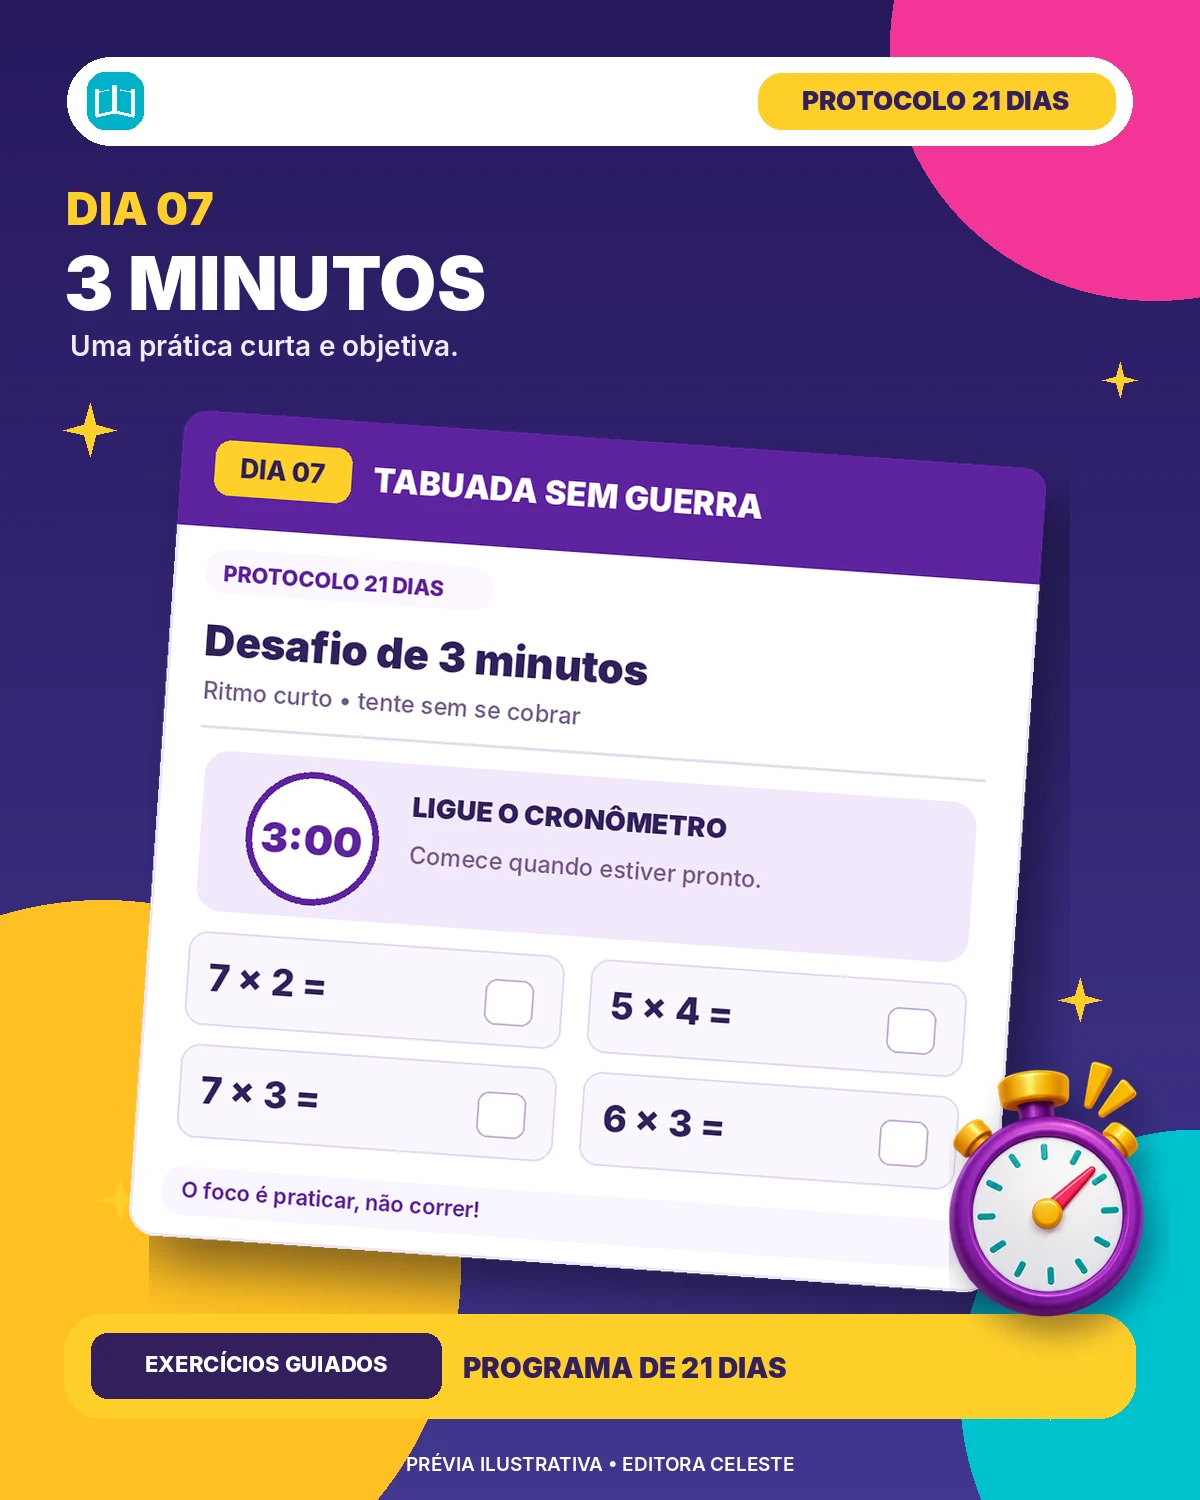 PROTOCOLO 21 DIAS
DIA 07
3 MINUTOS
Uma prática curta e objetiva.
DIA 07 TABUADA SEM GUERRA
PROTOCOLO 21 DIAS
Desafio de 3 minutos
Ritmo curto • tente sem se cobrar
3:00
LIGUE O CRONÔMETRO
Comece quando estiver pronto.
7 × 2 =
5 × 4 =
7 × 3 =
6 × 3 =
O foco é praticar, não correr!
EXERCÍCIOS GUIADOS
PROGRAMA DE 21 DIAS
PRÉVIA ILUSTRATIVA • EDITORA CELESTE